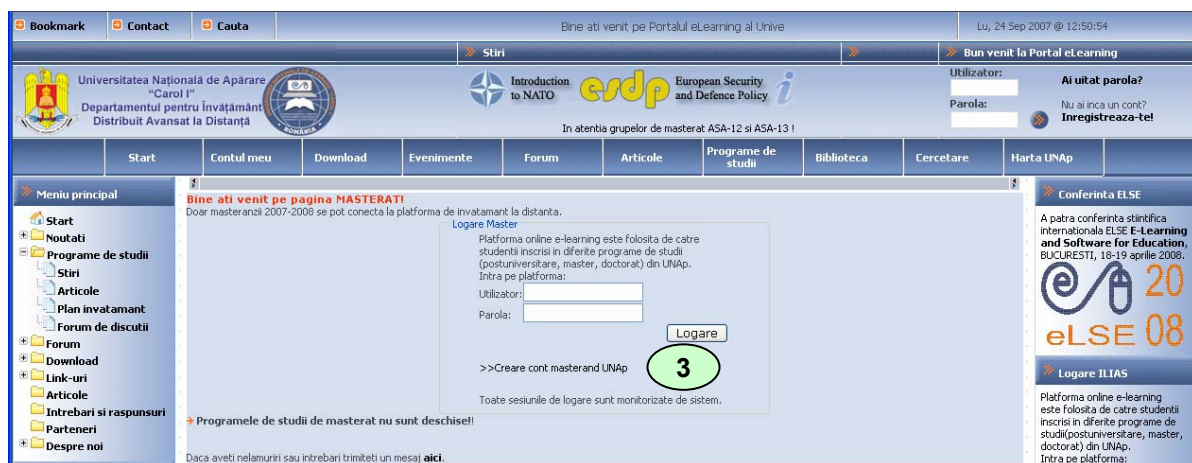 Bookmark
Contact
Cauta
Bine ati venit pe Portalul eLearning al Unive
Lu, 24 Sep 2007 @ 12:50:54
Stiri
Bun venit la Portal eLearning
Universitatea Națională de Apărare
"Carol I"
Departamentul pentru Învățământ
Distribuit Avansat la Distanță
ROMÂNIA
Introduction
to NATO
esdp
European Security
and Defence Policy
i
In atentia grupelor de masterat ASA-12 si ASA-13 !
Utilizator:
Parola:
Ai uitat parola?
Nu ai inca un cont?
Inregistreaza-te!
Start
Contul meu
Download
Evenimente
Forum
Articole
Programe de
studii
Biblioteca
Cercetare
Harta UNAp
Meniu principal
Start
Noutati
Programe de studii
Stiri
Articole
Plan invatamant
Forum de discutii
Forum
Download
Link-uri
Articole
Intrebari si raspunsuri
Parteneri
Despre noi
Bine ati venit pe pagina MASTERAT!
Doar masteranzii 2007-2008 se pot conecta la platforma de invatamant la distanta.
Logare Master
Platforma online e-learning este folosita de catre
studentii inscrisi in diferite programe de studii
(postuniversitare, master, doctorat) din UNAp.
Intra pe platforma:
Utilizator:
Parola:
Logare
>>Creare cont masterand UNAp
3
Toate sesiunile de logare sunt monitorizate de sistem.
Programele de studii de masterat nu sunt deschise!!
Daca aveti nelamuriri sau intrebari trimiteti un mesaj aici.
Conferinta ELSE
A patra conferinta stiintifica
internationala ELSE E-Learning
and Software for Education,
BUCURESTI, 18-19 aprilie 2008.
e
20
eLSE 08
Logare ILIAS
Platforma online e-learning
este folosita de catre studentii
inscrisi in diferite programe de
studii(postuniversitare, master,
doctorat) din UNAp.
Intra pe platforma: